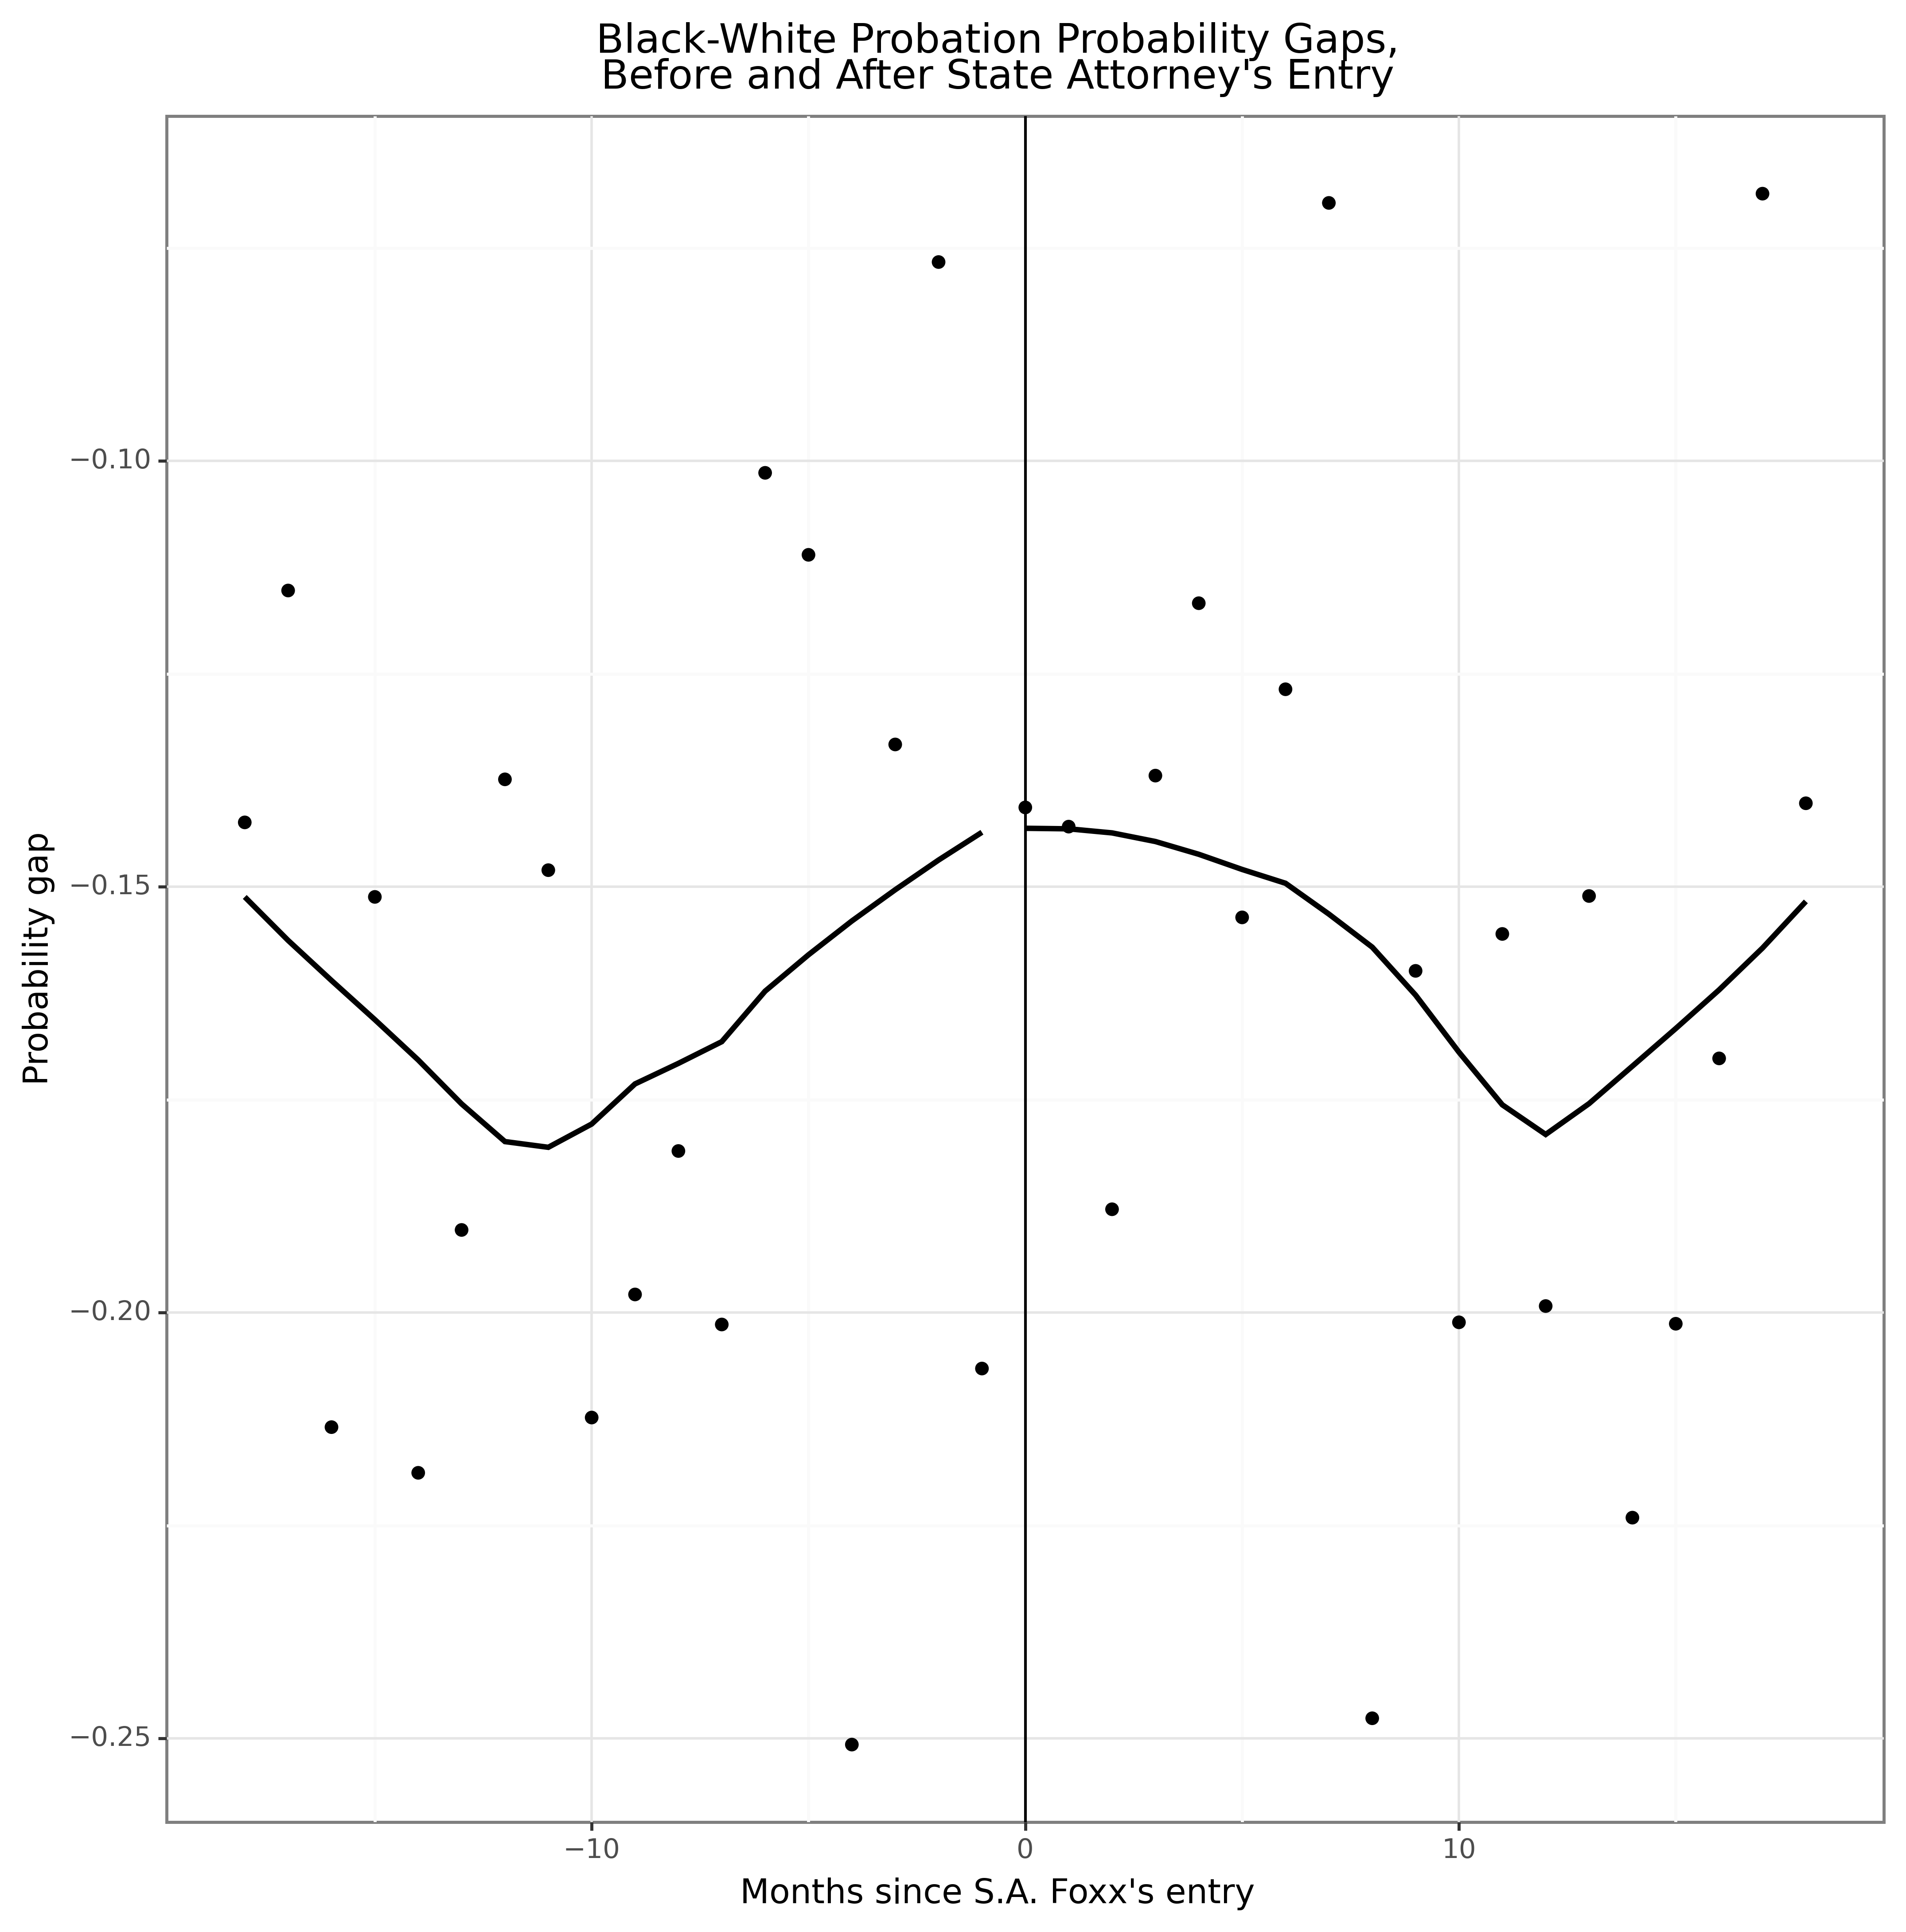 Black-White Probation Probability Gaps,
Before and After State Attorney's Entry
Probability gap
−0.10
−0.15
−0.20
−0.25
−10
0
10
Months since S.A. Foxx's entry